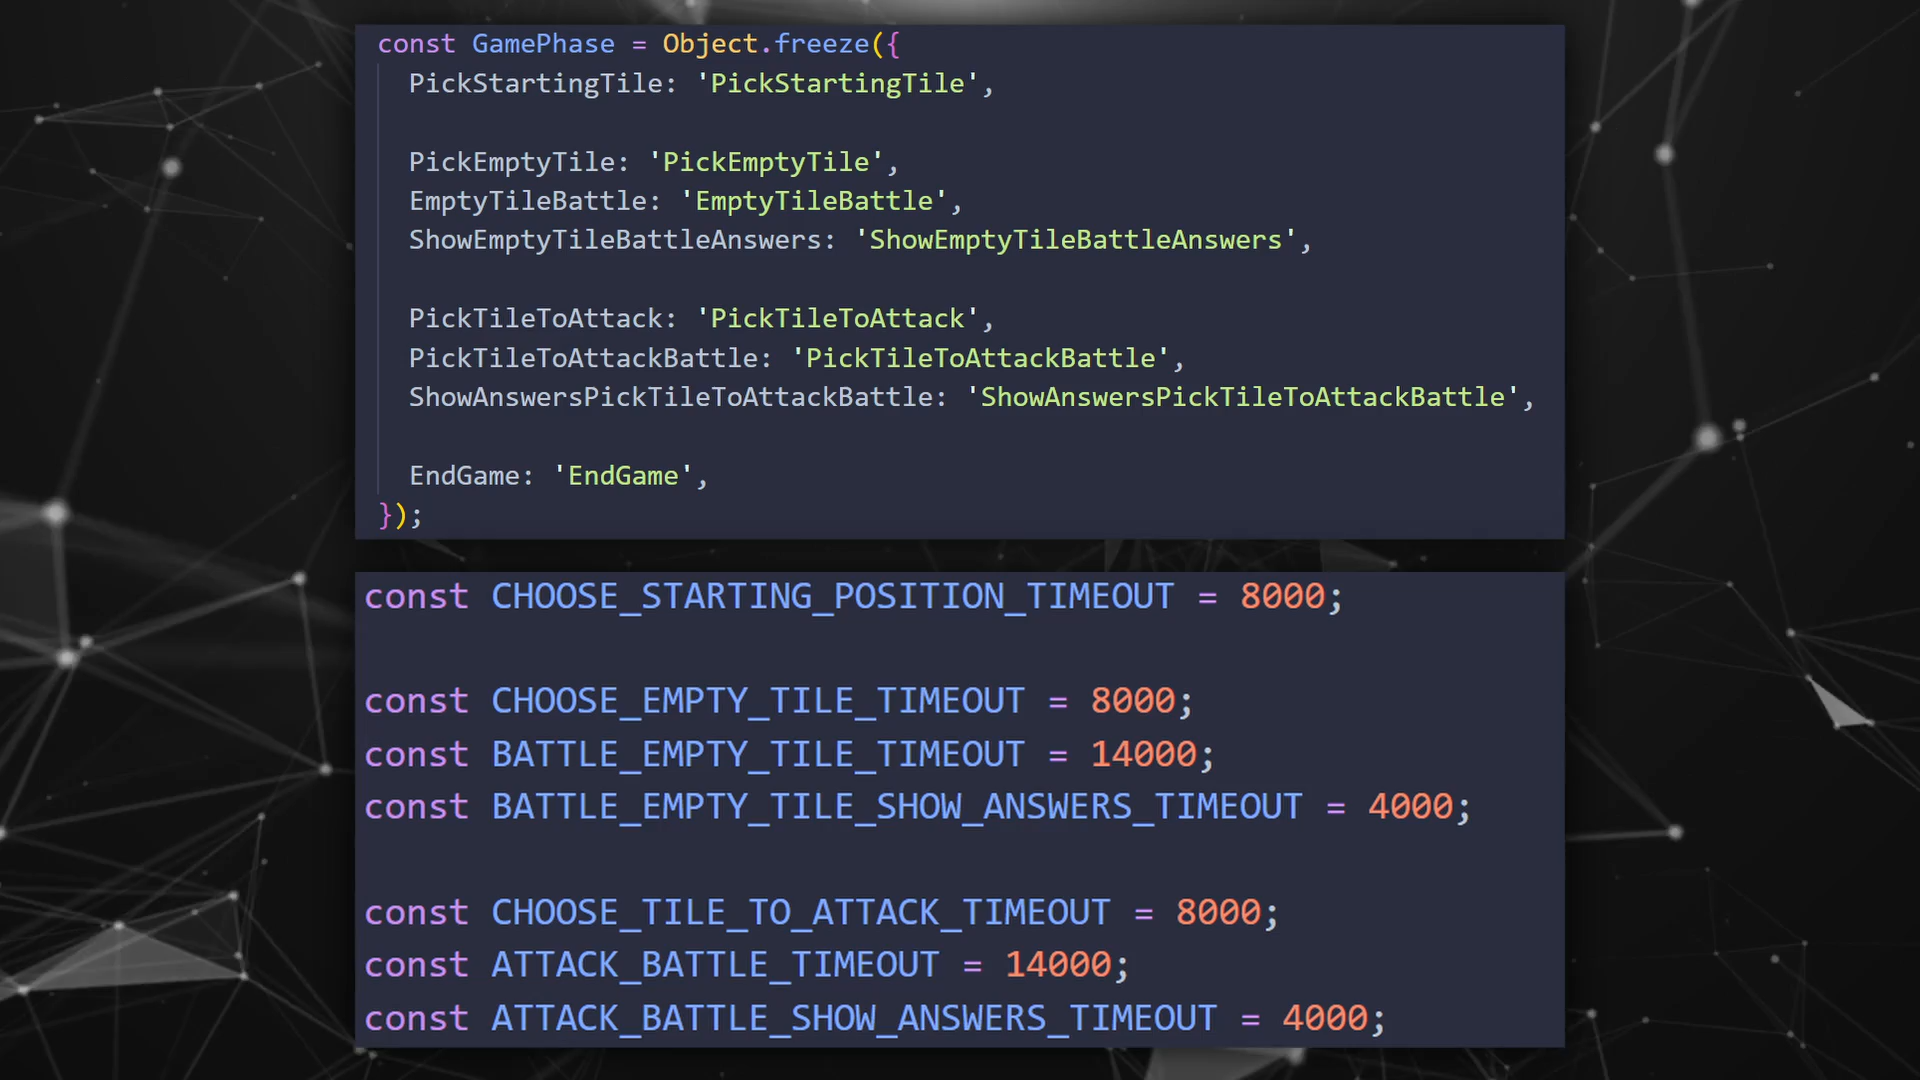 const GamePhase = Object.freeze({
PickStartingTile: 'PickStartingTile',
PickEmptyTile: 'PickEmptyTile',
EmptyTileBattle: 'EmptyTileBattle',
ShowEmptyTileBattleAnswers: 'ShowEmptyTileBattleAnswers',
PickTileToAttack: 'PickTileToAttack',
PickTileToAttackBattle: 'PickTileToAttackBattle',
ShowAnswersPickTileToAttackBattle: 'ShowAnswersPickTileToAttackBattle',
EndGame: 'EndGame',
});
const CHOOSE_STARTING_POSITION_TIMEOUT = 8000;
const CHOOSE_EMPTY_TILE_TIMEOUT = 8000;
const BATTLE_EMPTY_TILE_TIMEOUT = 14000;
const BATTLE_EMPTY_TILE_SHOW_ANSWERS_TIMEOUT = 4000;
const CHOOSE_TILE_TO_ATTACK_TIMEOUT = 8000;
const ATTACK_BATTLE_TIMEOUT = 14000;
const ATTACK_BATTLE_SHOW_ANSWERS_TIMEOUT = 4000;